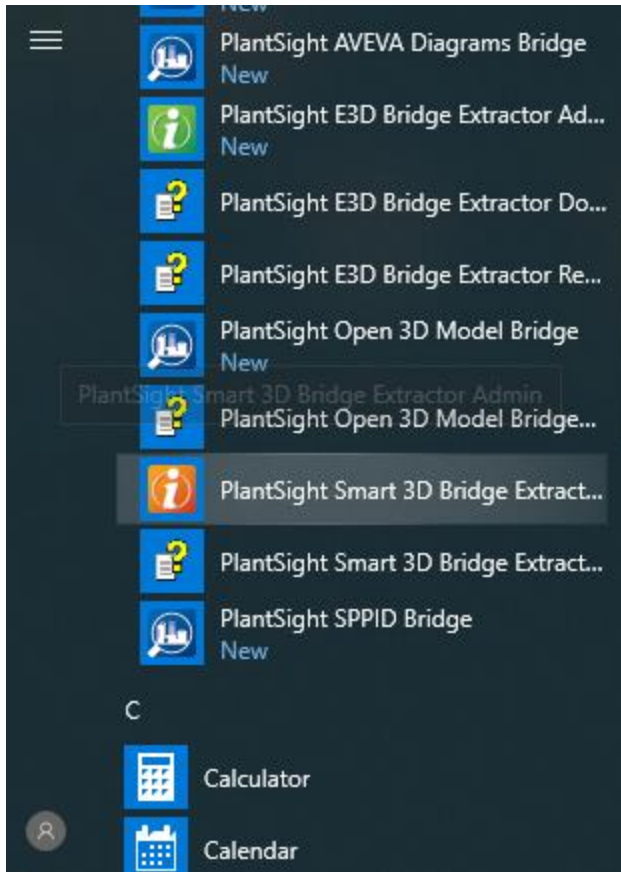 New
PlantSight AVEVA Diagrams Bridge
New
PlantSight E3D Bridge Extractor Ad...
New
PlantSight E3D Bridge Extractor Do...
PlantSight E3D Bridge Extractor Re...
PlantSight Open 3D Model Bridge
New
PlantSight Smart 3D Bridge Extractor Admin
PlantSight Open 3D Model Bridge...
PlantSight Smart 3D Bridge Extract...
PlantSight Smart 3D Bridge Extract...
PlantSight SPPID Bridge
New
C
Calculator
Calendar